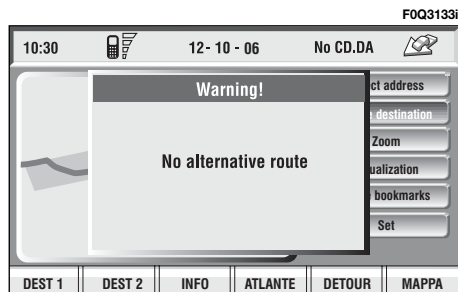 F0Q3133i
10:30 12- 10 - 06 No CD.DA
Warning!
No alternative route
ct address
destination
Zoom
ualization
bookmarks
Set
DEST 1 DEST 2 INFO ATLANTE DETOUR MAPPA